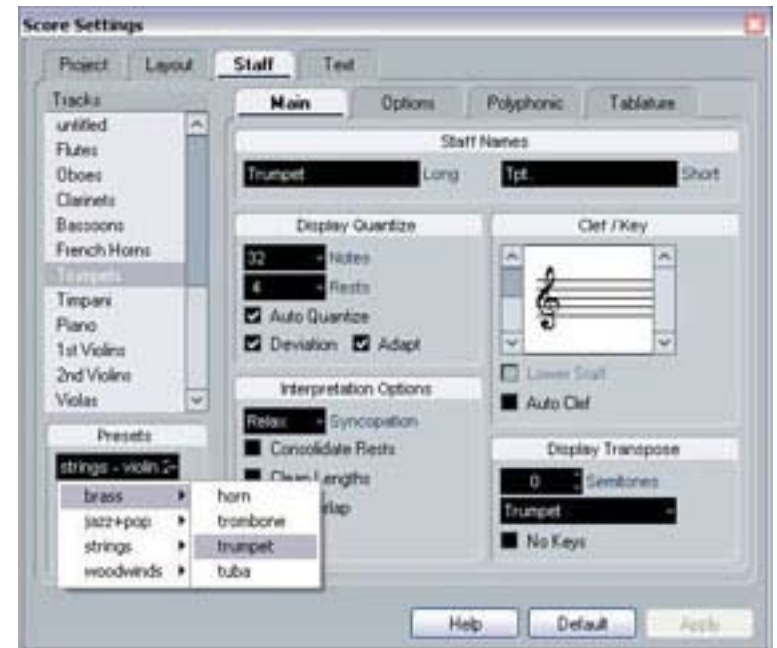 Score Settings
Project Layout Staff Text
Tracks
untitled
Flutes
Oboes
Clarinets
Bassoons
French Horns
Trumpets
Timpani
Piano
1st Violins
2nd Violins
Violas
Presets
strings - violin 2
brass
jazz+pop
strings
woodwinds
horn
trombone
trumpet
tuba
Main Options Polyphonic Tablature
Staff Names
Trumpet Long Tpt. Short
Display Quantize
32 Notes
4 Rests
Auto Quantize
Deviation Adapt
Interpretation Options
Relax Syncopation
Consolidate Rests
Clean Lengths
Clef / Key
Lower Staff
Auto Clef
Display Transpose
0 Semitones
Trumpet
No Keys
Help Default Apply